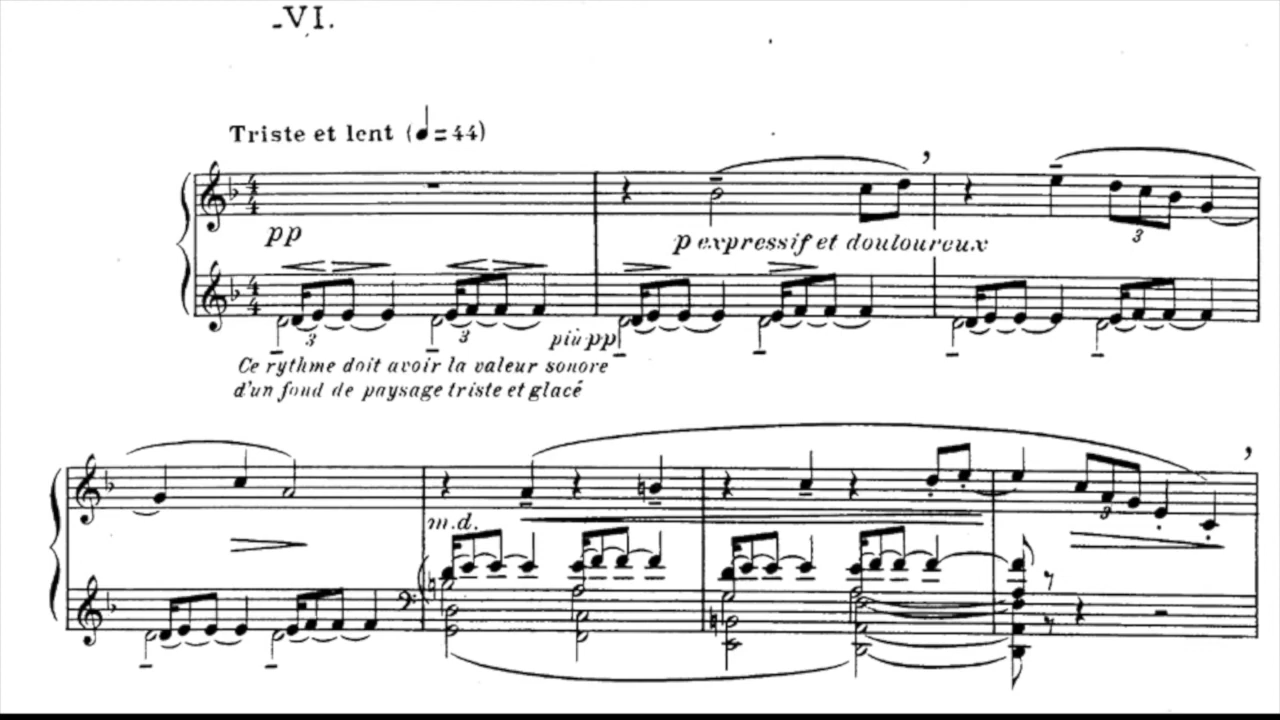 -VI.
Triste et lent (♩=44)
pp
p expressif et douloureux
3
3 3
più pp
Ce rythme doit avoir la valeur sonore
d'un fond de paysage triste et glacé
m.d.
3